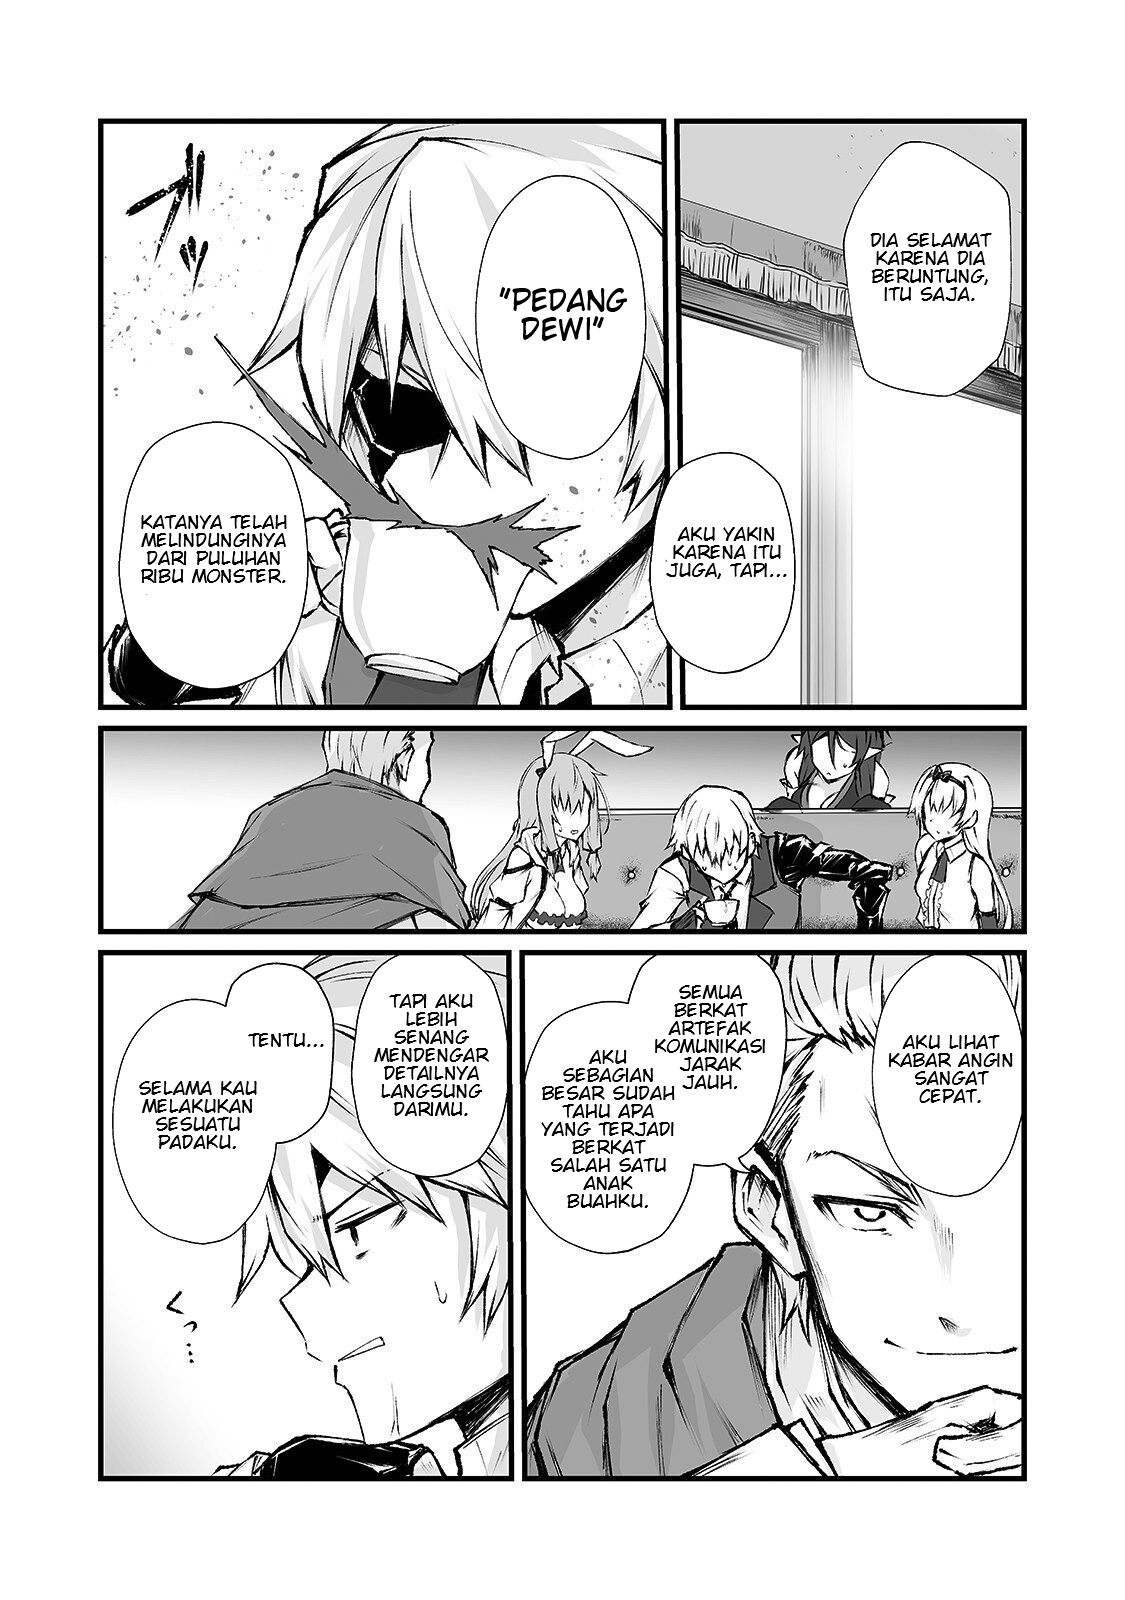 DIA SELAMAT
KARENA DIA
BERUNTUNG,
ITU SAJA.
AKU YAKIN
KARENA ITU
JUGA, TAPI...
"PEDANG
DEWI"
ブッ
KATANYA TELAH
MELINDUNGINYA
DARI PULUHAN
RIBU MONSTER.
AKU LIHAT
KABAR ANGIN
SANGAT
CEPAT.
SEMUA
BERKAT
ARTEFAK
KOMUNIKASI
JARAK
JAUH.
AKU
SEBAGIAN
BESAR SUDAH
TAHU APA
YANG TERJADI
BERKAT
SALAH SATU
ANAK
BUAHKU.
TAPI AKU
LEBIH
SENANG
MENDENGAR
DETAILNYA
LANGSUNG
DARIMU.
TENTU...
SELAMA KAU
MELAKUKAN
SESUATU
PADAKU.
くっ…